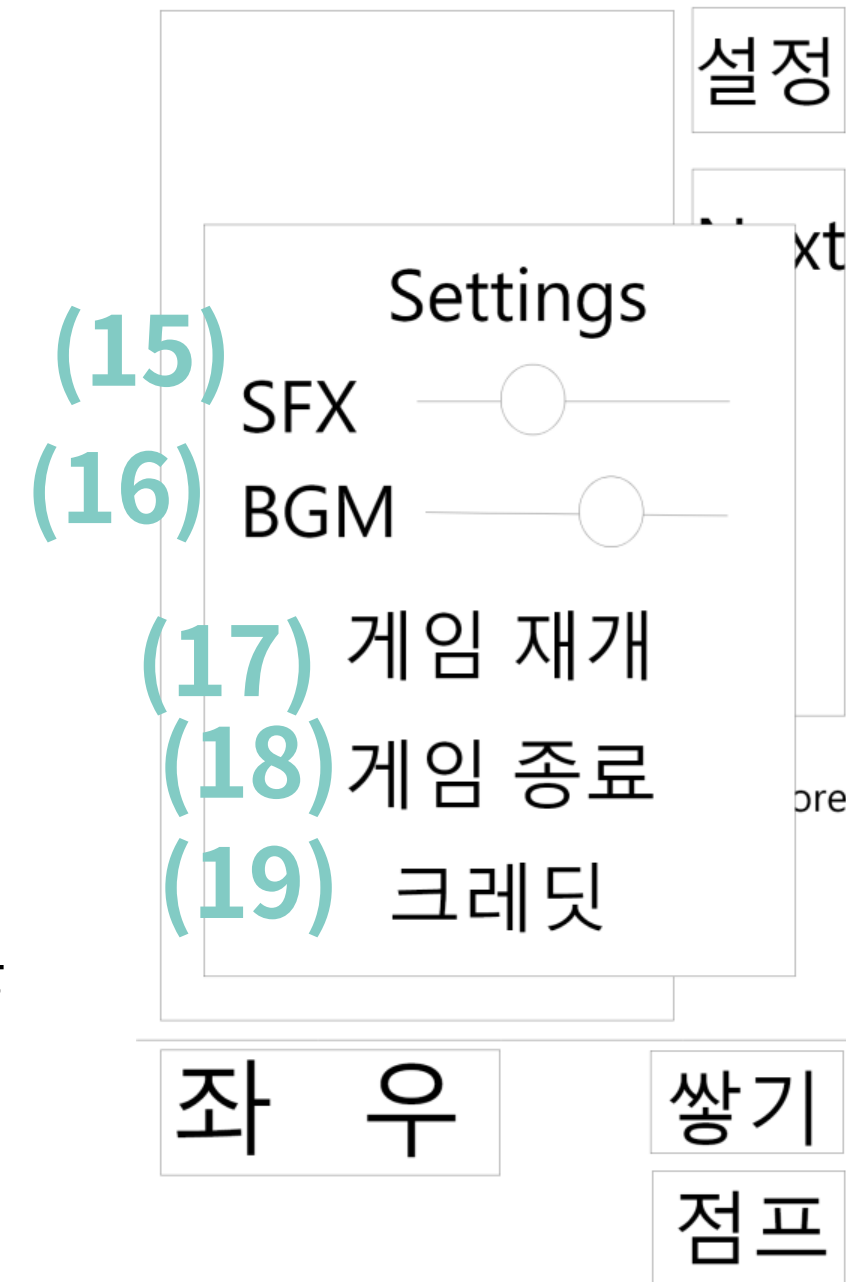 설정
Settings
(15)
SFX
(16)
BGM
(17) 게임 재개
(18) 게임 종료
(19) 크레딧
좌 우
쌓기
점프